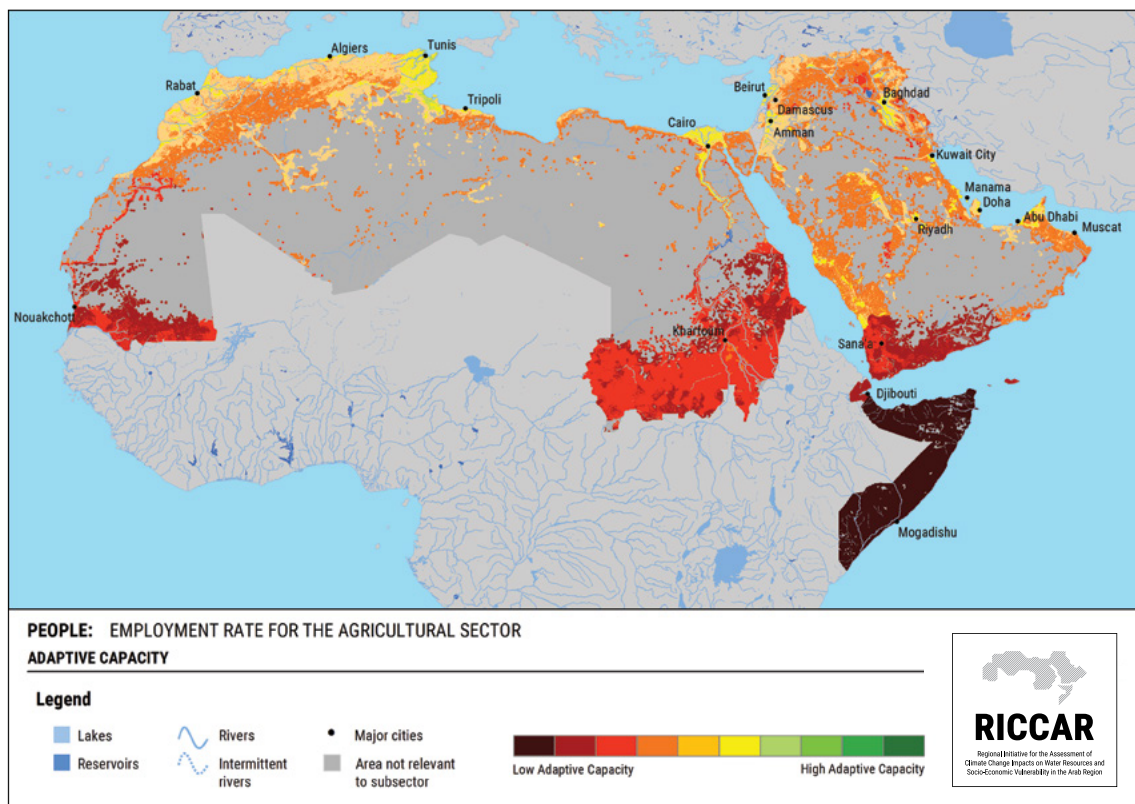 Algiers
Tunis
Rabat
Tripoli
Beirut
Baghdad
Damascus
Cairo
Amman
Kuwait City
Manama
Doha
Abu Dhabi
Riyadh
Muscat
Nouakchott
Khartoum
Sana'a
Djibouti
Mogadishu
PEOPLE: EMPLOYMENT RATE FOR THE AGRICULTURAL SECTOR
ADAPTIVE CAPACITY
Legend
Lakes
Rivers
Major cities
Reservoirs
Intermittent
rivers
Area not relevant
to subsector
Low Adaptive Capacity
High Adaptive Capacity
RICCAR
Regional Initiative for the Assessment of
Climate Change Impacts on Water Resources and
Socio-Economic Vulnerability in the Arab Region